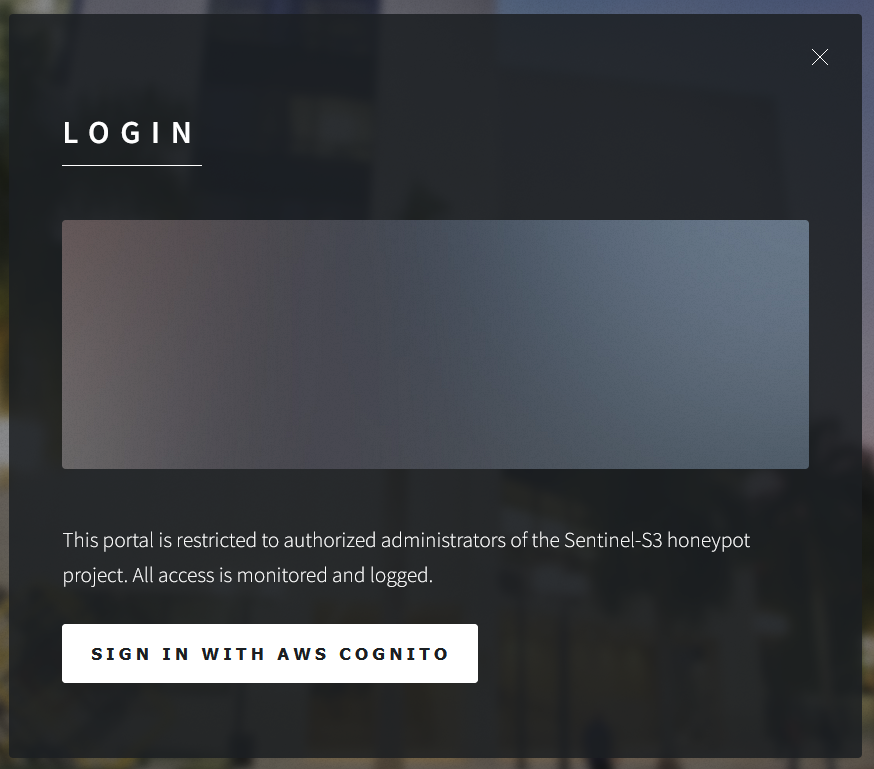 LOGIN
This portal is restricted to authorized administrators of the Sentinel-S3 honeypot
project. All access is monitored and logged.
SIGN IN WITH AWS COGNITO